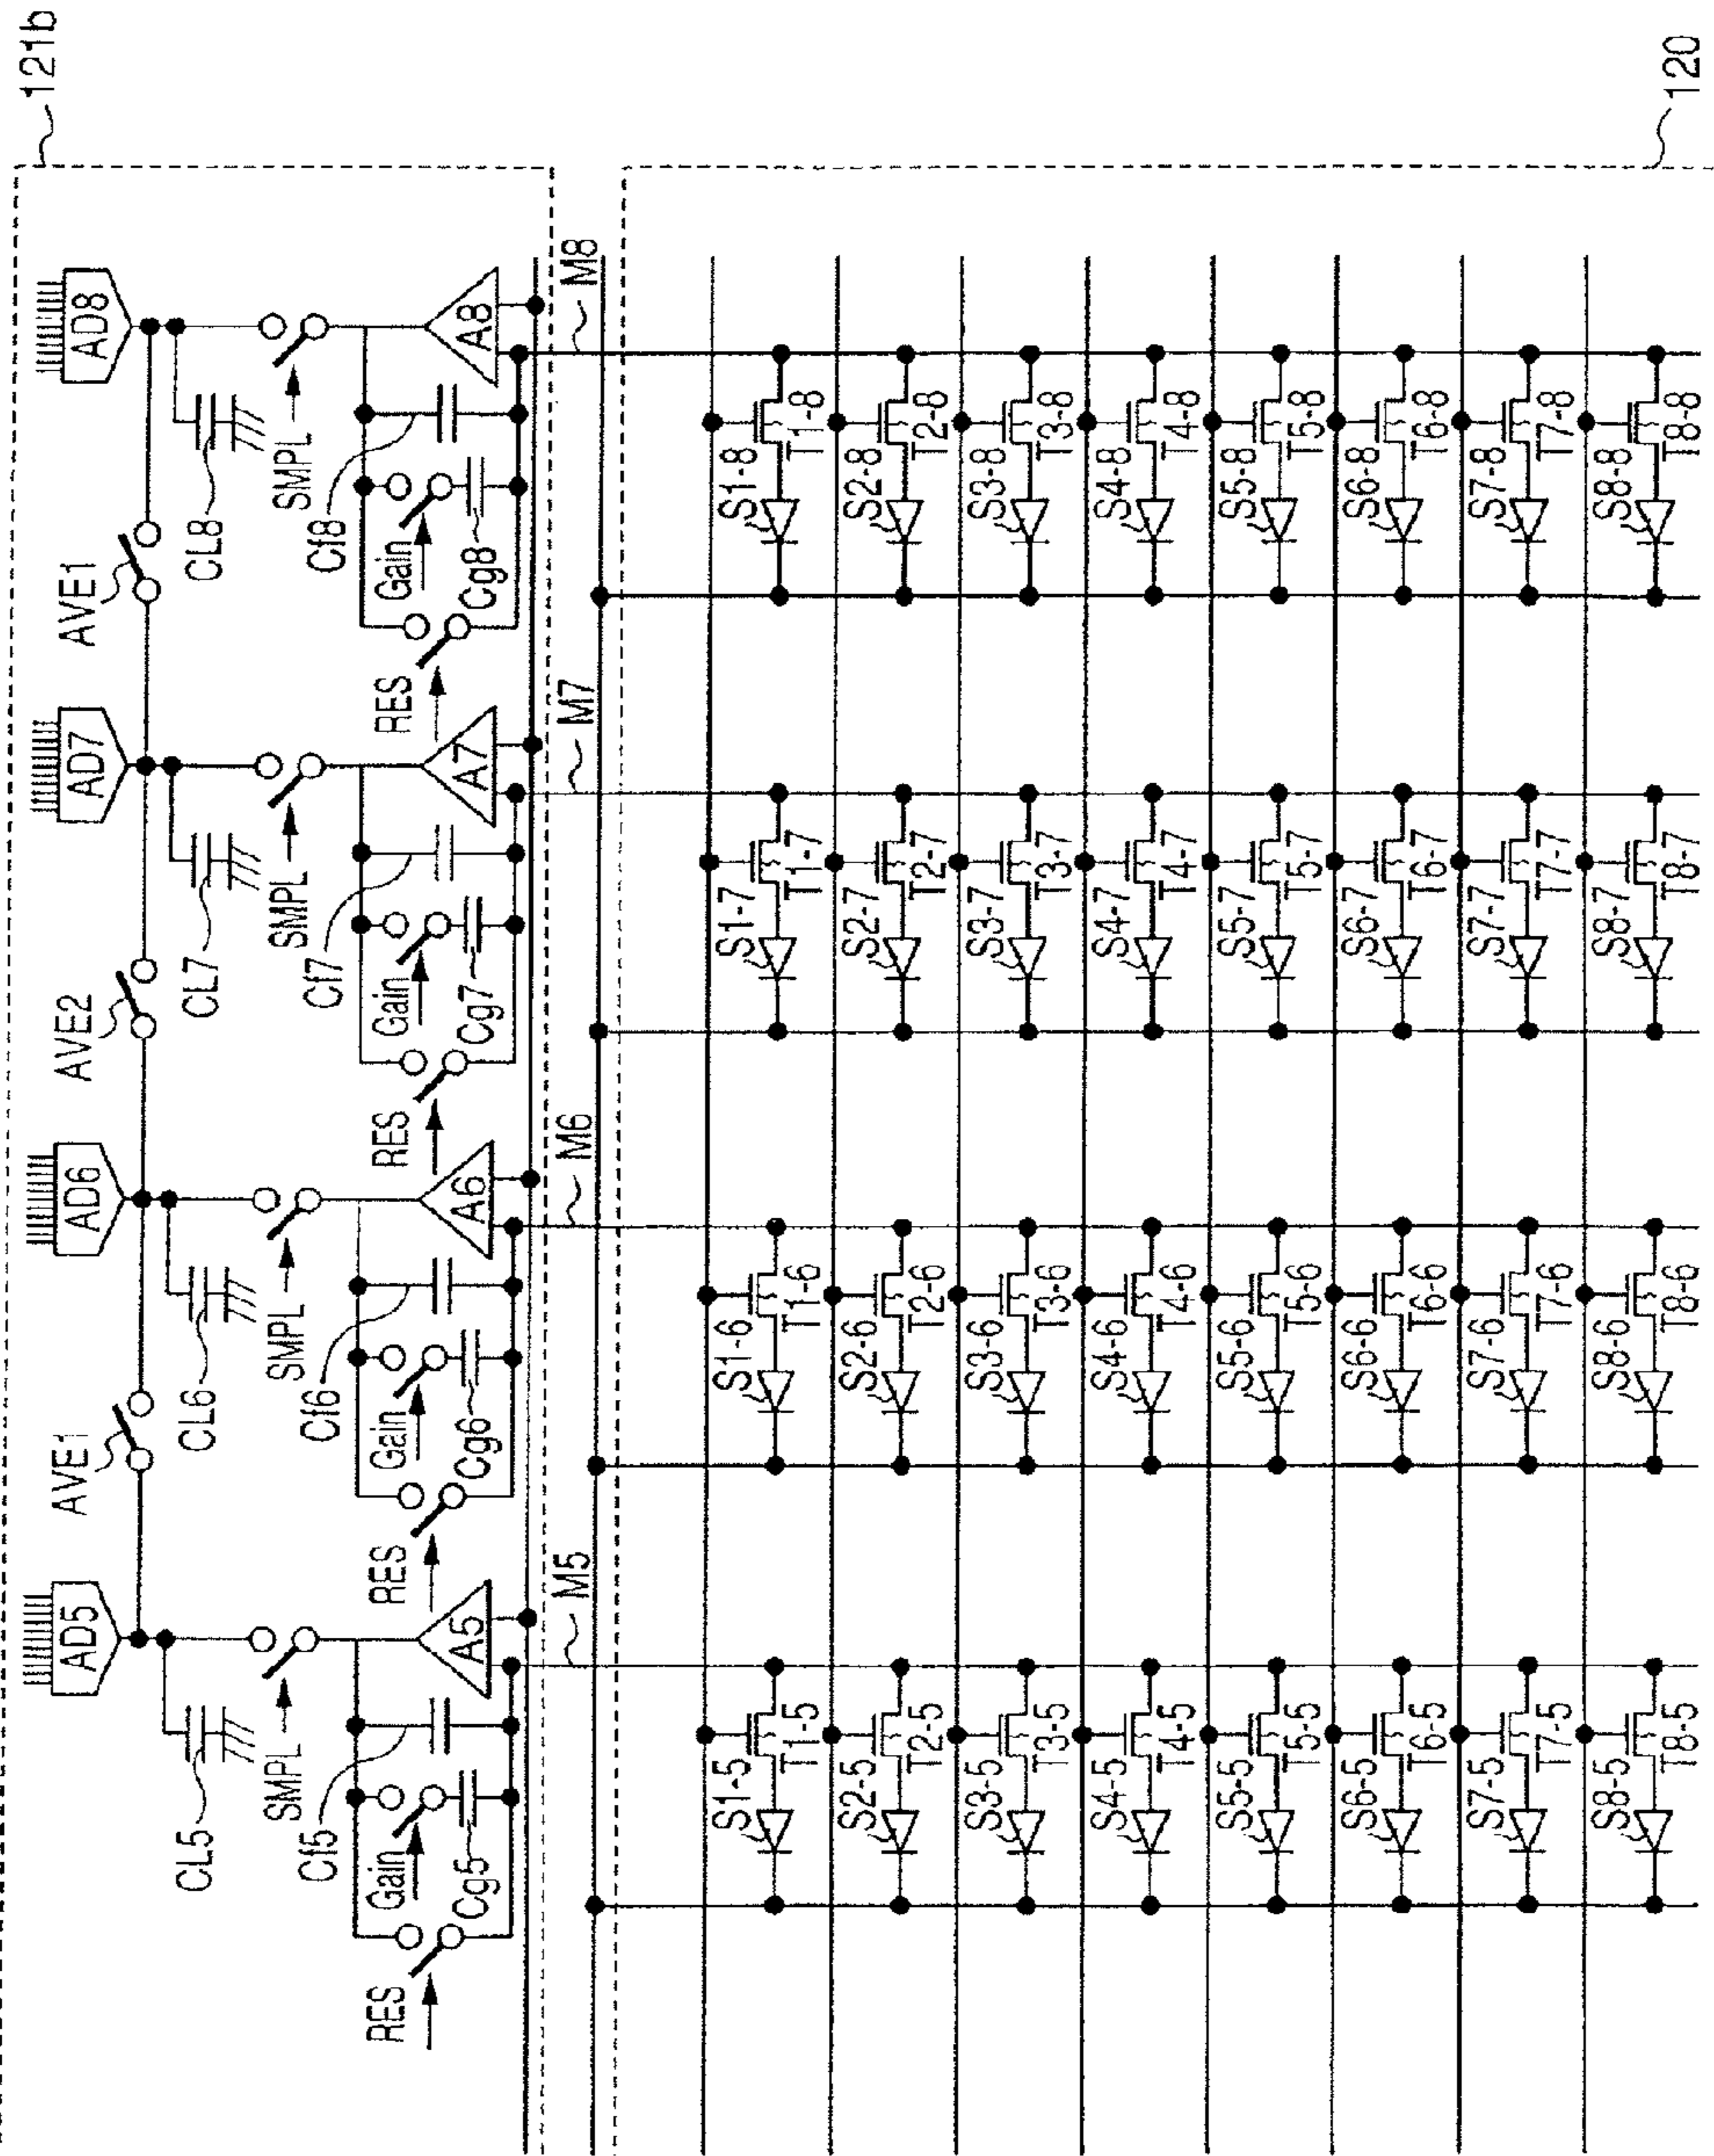 121b
AD5
AD6
AD7
AD8
AVE1
AVE2
AVE1
CL5
CL6
CL7
CL8
SMPL
SMPL
SMPL
SMPL
Cf5
Cf6
Cf7
Cf8
Gain
Gain
Gain
Gain
Cg5
Cg6
Cg7
Cg8
RES
RES
RES
RES
A5
A6
A7
A8
M5
M6
M7
M8
120
S1-5
T1-5
S1-6
T1-6
S1-7
T1-7
S1-8
T1-8
S2-5
T2-5
S2-6
T2-6
S2-7
T2-7
S2-8
T2-8
S3-5
T3-5
S3-6
T3-6
S3-7
T3-7
S3-8
T3-8
S4-5
T4-5
S4-6
T4-6
S4-7
T4-7
S4-8
T4-8
S5-5
T5-5
S5-6
T5-6
S5-7
T5-7
S5-8
T5-8
S6-5
T6-5
S6-6
T6-6
S6-7
T6-7
S6-8
T6-8
S7-5
T7-5
S7-6
T7-6
S7-7
T7-7
S7-8
T7-8
S8-5
T8-5
S8-6
T8-6
S8-7
T8-7
S8-8
T8-8